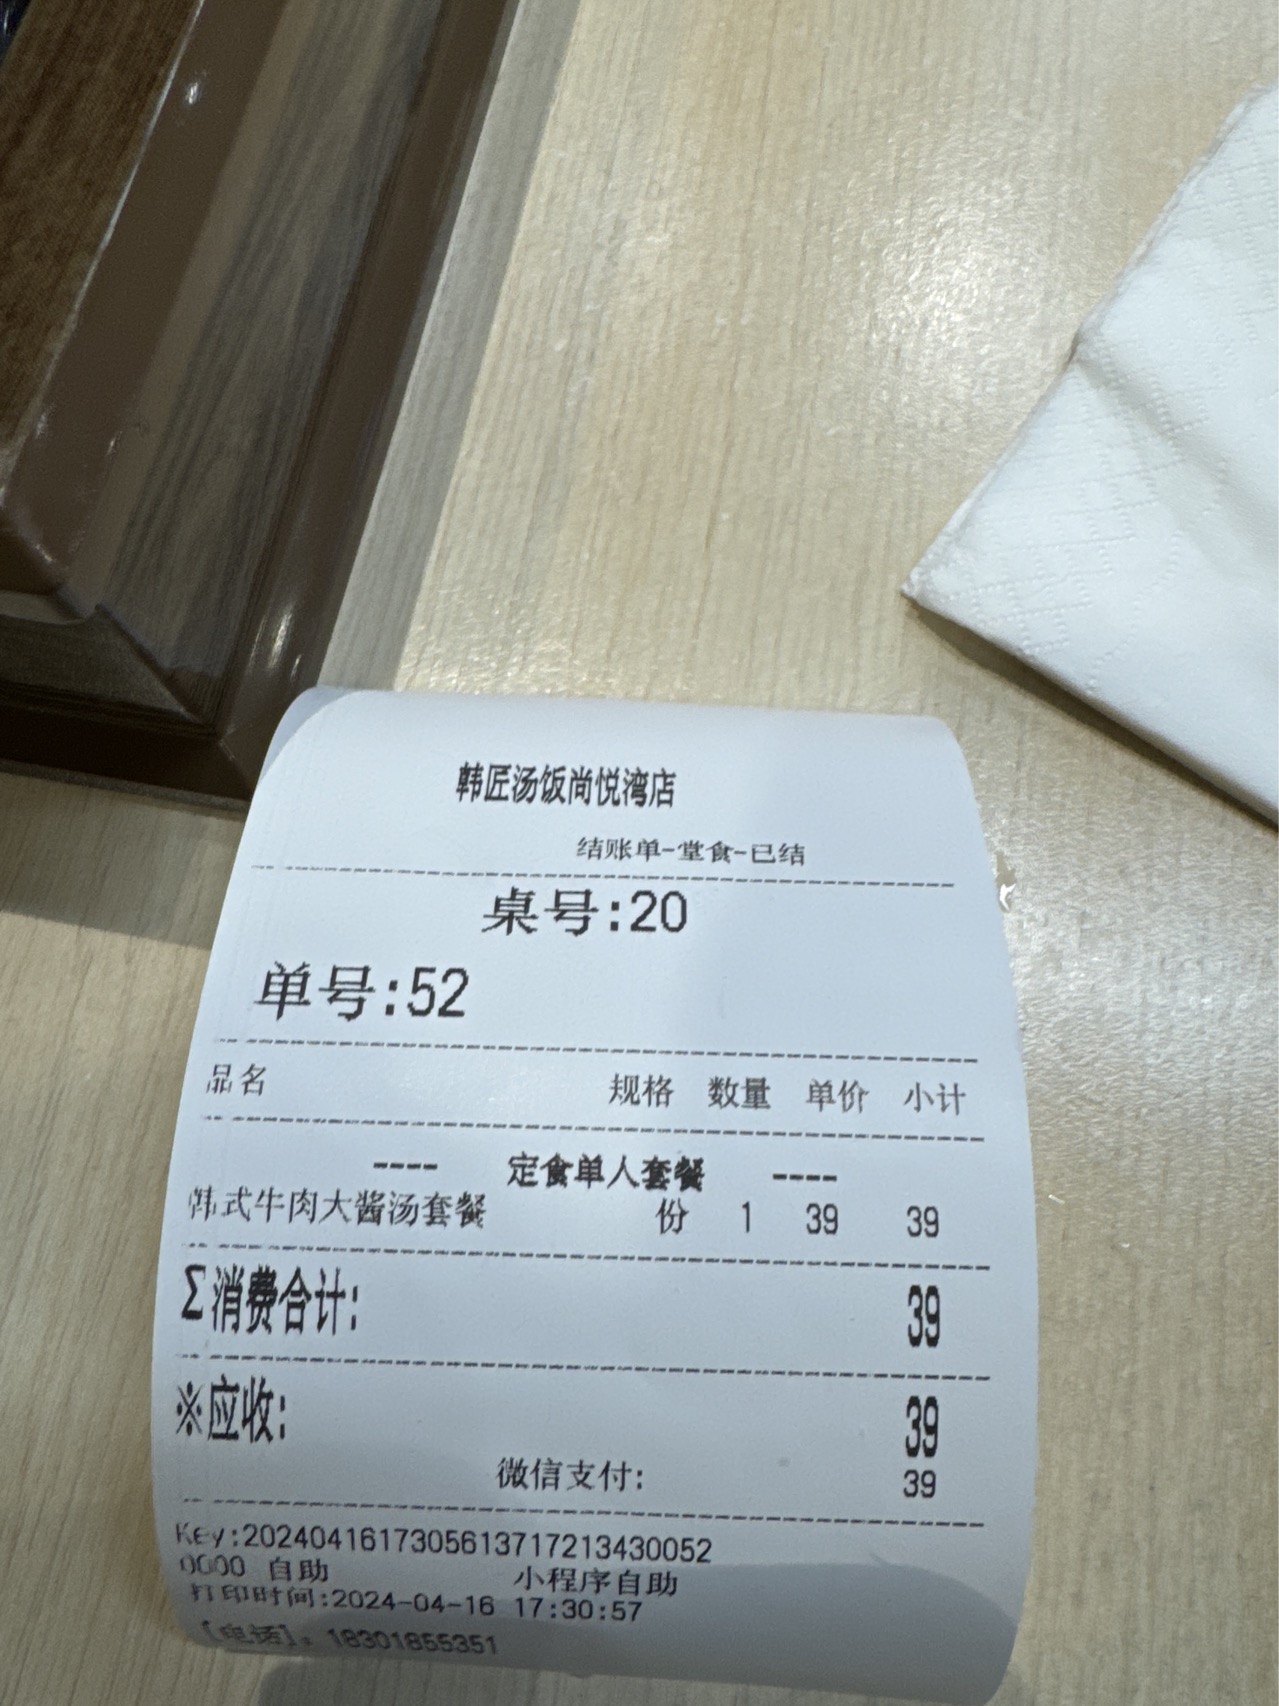 韩匠汤饭尚悦湾店
结账单-堂食-已结
桌号:20
单号:52
品名 规格 数量 单价 小计
---- 定食单人套餐 ----
韩式牛肉大酱汤套餐 份 1 39 39
Σ消费合计: 39
※应收: 39
微信支付: 39
Key:20240416173056137172134300​52
0000 自助 小程序自助
打印时间:2024-04-16 17:30:57
[电话]: 18301855351